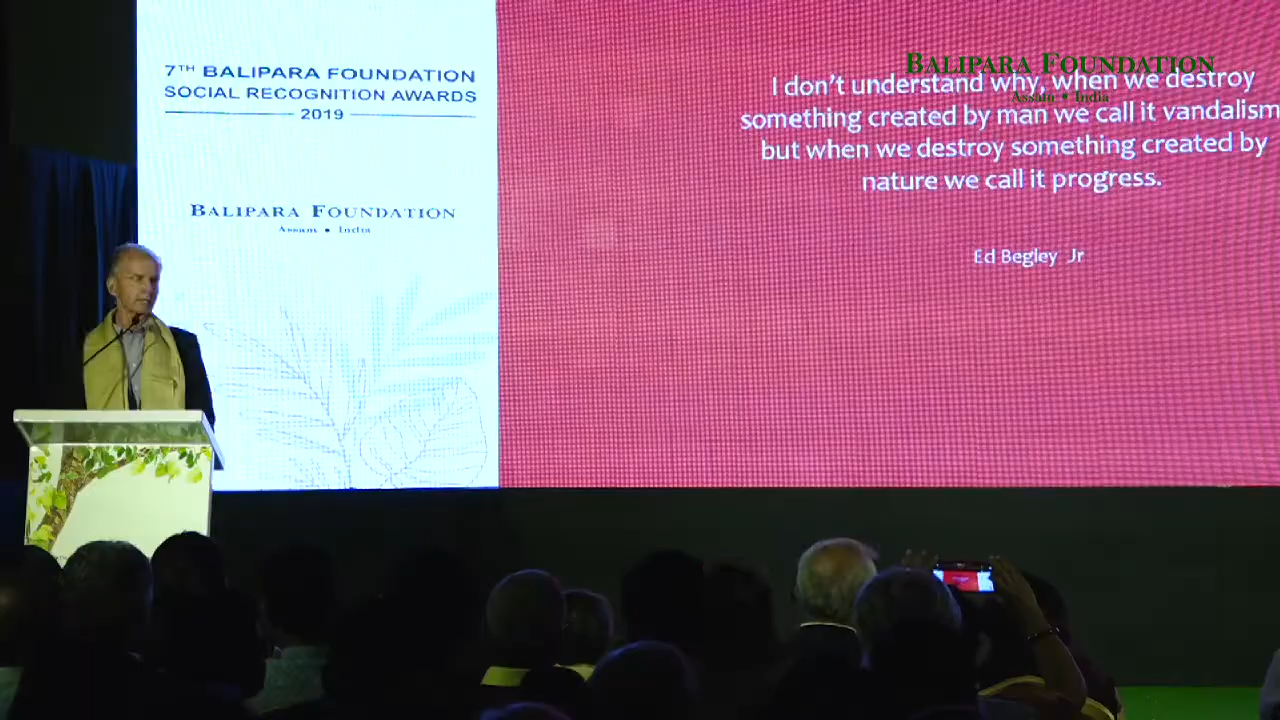 7TH BALIPARA FOUNDATION
SOCIAL RECOGNITION AWARDS
2019
BALIPARA FOUNDATION
Assam • India
BALIPARA FOUNDATION
Assam • India
I don't understand why, when we destroy
something created by man we call it vandalism
but when we destroy something created by
nature we call it progress.
Ed Begley Jr